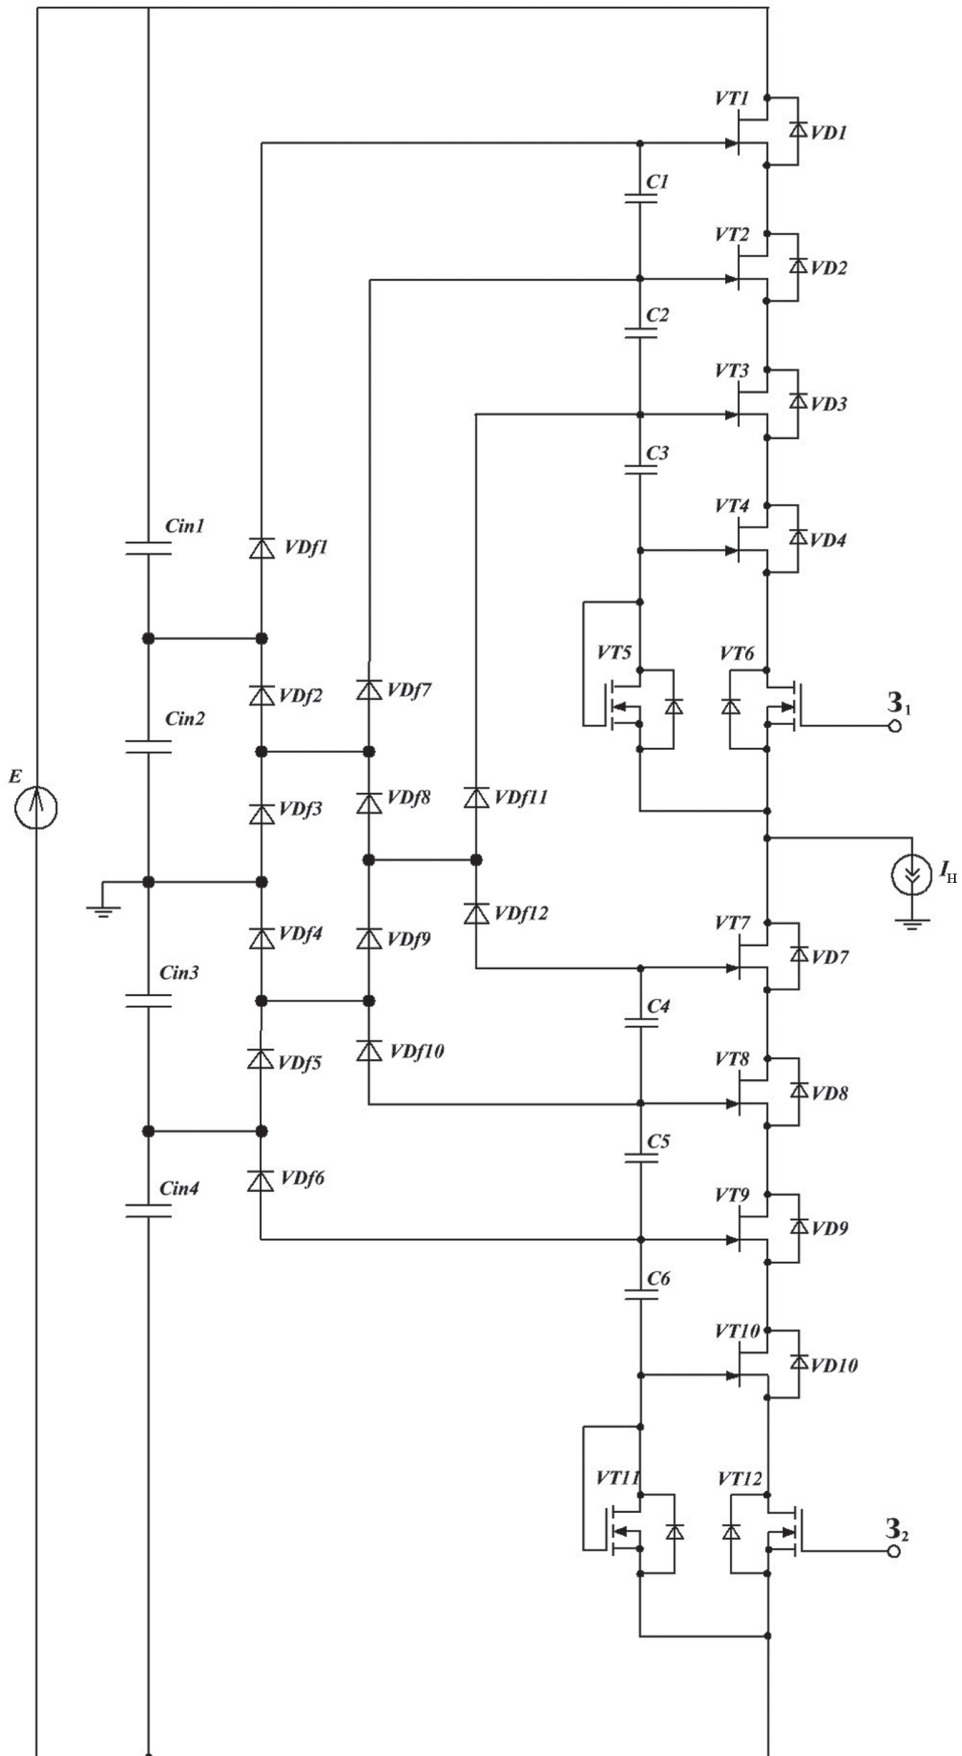 VT1
VD1
C1
VT2
VD2
C2
VT3
VD3
C3
VT4
VD4
Cin1
VDf1
VT5
VT6
VDf2
VDf7
З₁
Cin2
E
VDf3
VDf8
VDf11
Iн
VDf4
VDf9
VDf12
VT7
VD7
Cin3
C4
VDf5
VDf10
VT8
VD8
C5
Cin4
VDf6
VT9
VD9
C6
VT10
VD10
VT11
VT12
З₂